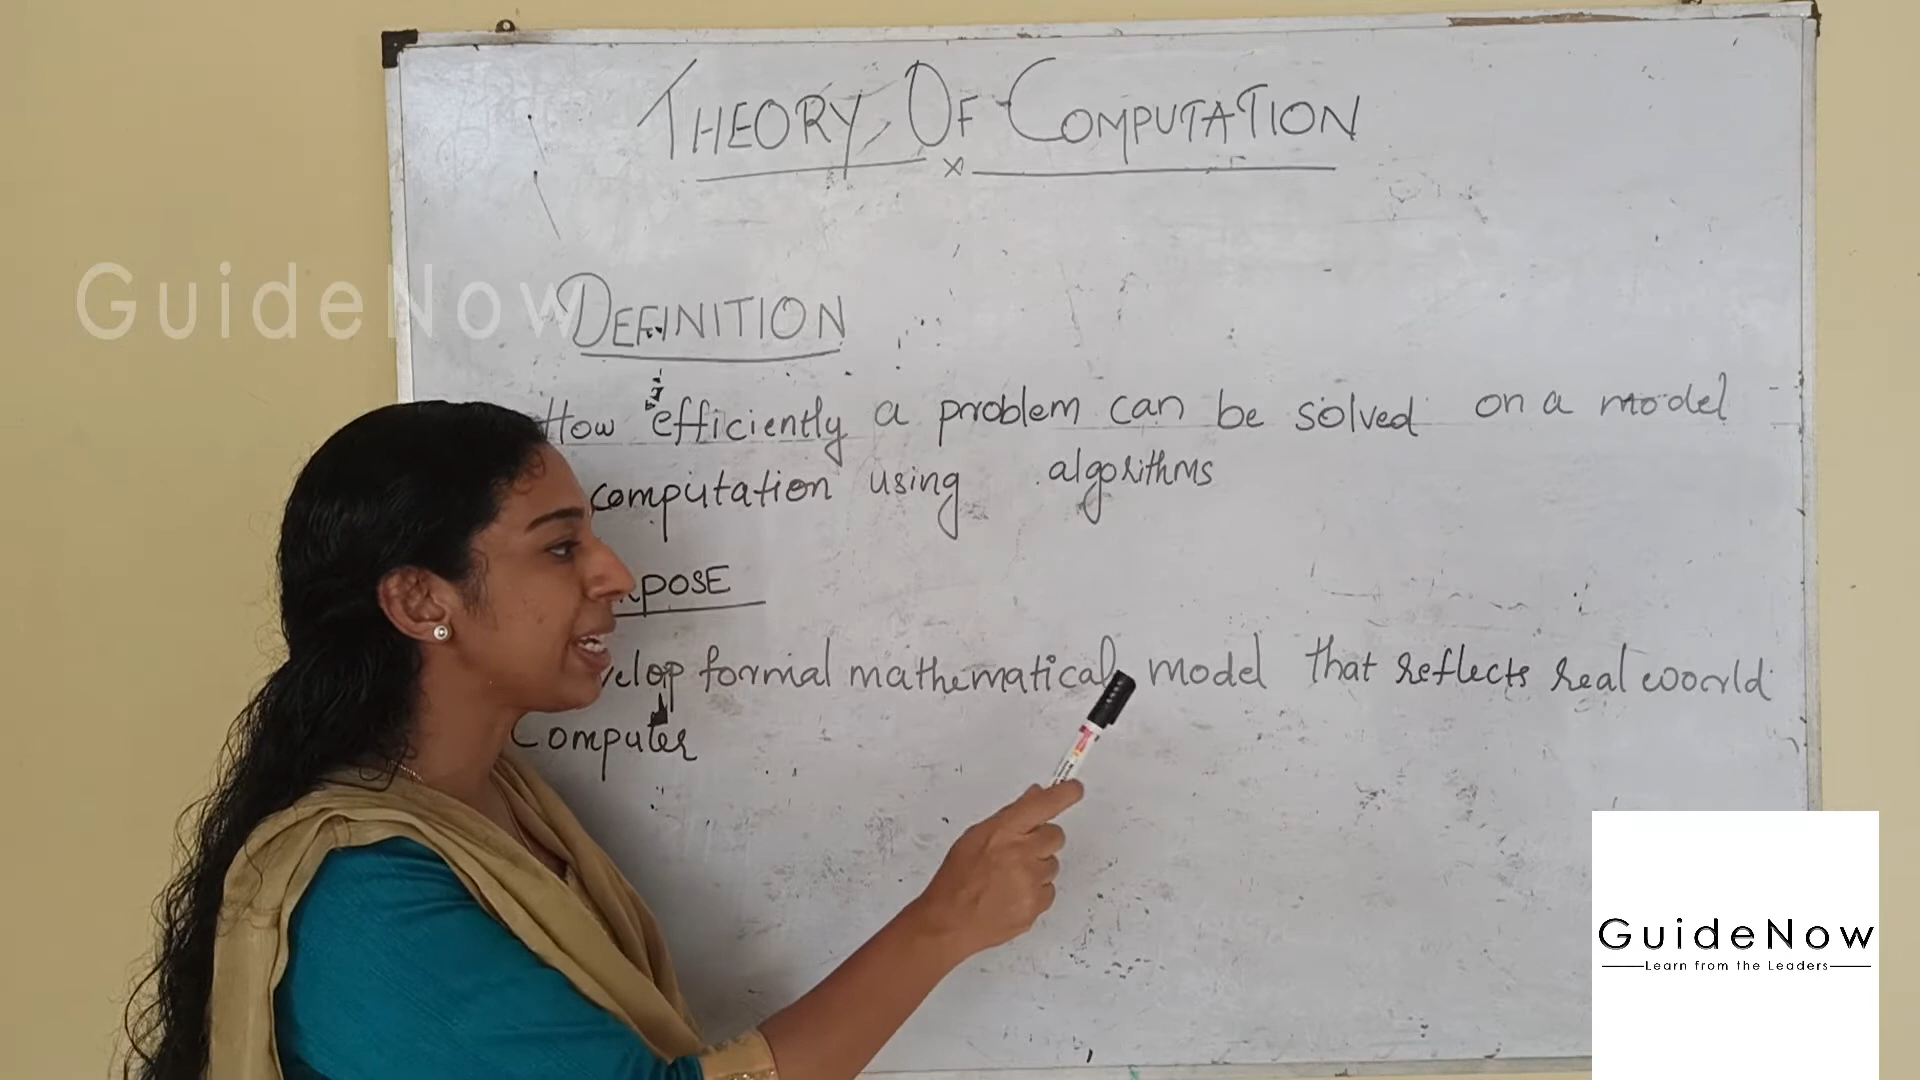 THEORY OF COMPUTATION
GuideNow
DEFINITION
How efficiently a problem can be solved on a model
computation using algorithms
POSE
velop formal mathematical model that reflects real woorld
Computer
GuideNow
Learn from the Leaders